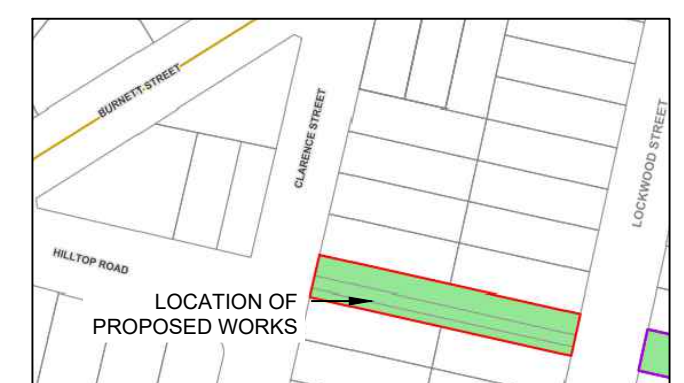 BURNETT STREET
CLARENCE STREET
LOCKWOOD STREET
HILLTOP ROAD
LOCATION OF
PROPOSED WORKS